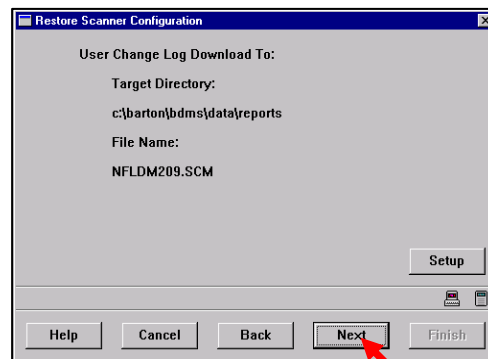 Restore Scanner Configuration
User Change Log Download To:
Target Directory:
c:\barton\bdms\data\reports
File Name:
NFLDM209.SCM
Setup
Help Cancel Back Next Finish